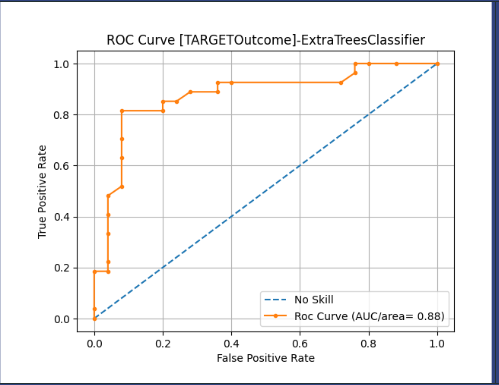 ROC Curve [TARGETOutcome]-ExtraTreesClassifier
True Positive Rate
1.0
0.8
0.6
0.4
0.2
0.0
No Skill
Roc Curve (AUC/area= 0.88)
0.0 0.2 0.4 0.6 0.8 1.0
False Positive Rate